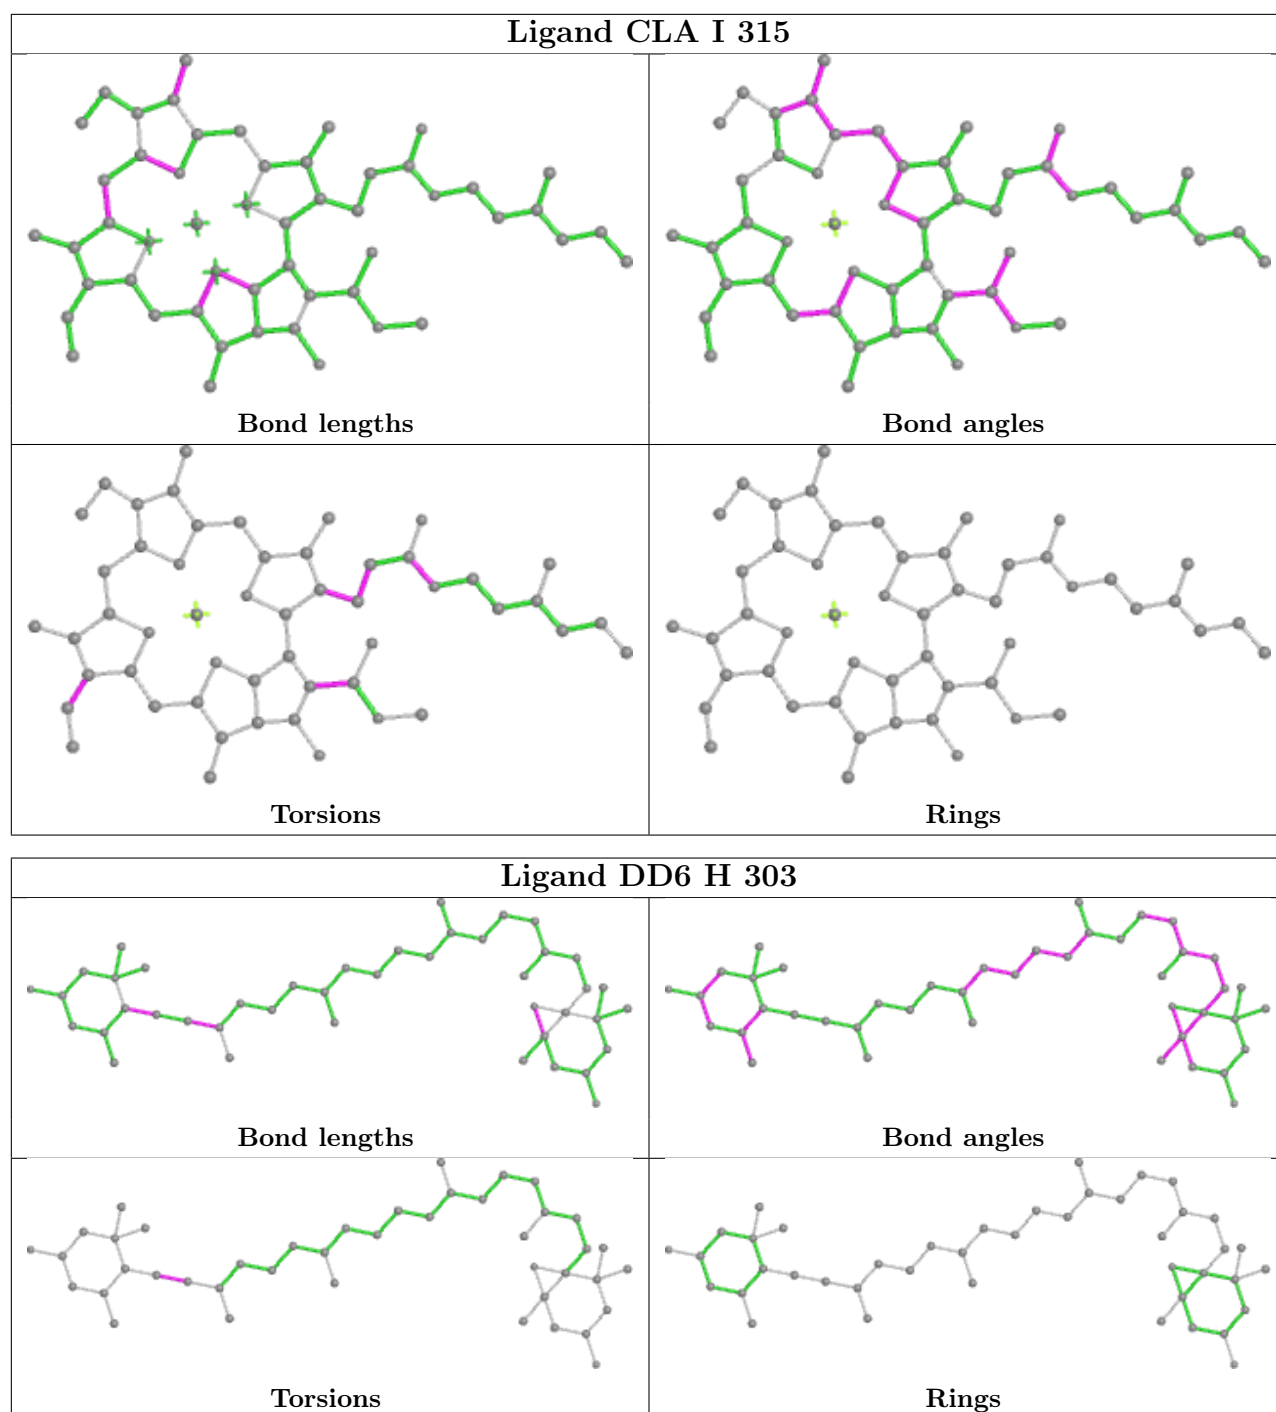 Ligand CLA I 315
Bond lengths
Bond angles
Torsions
Rings
Ligand DD6 H 303
Bond lengths
Bond angles
Torsions
Rings